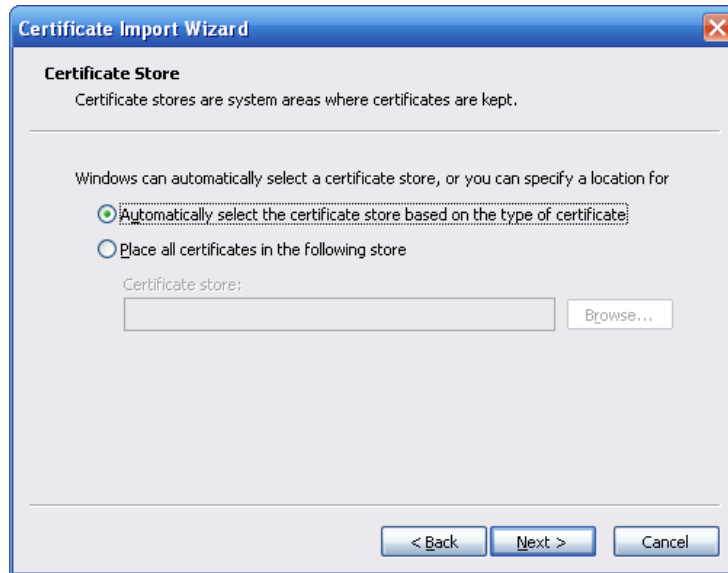 Certificate Import Wizard
Certificate Store
Certificate stores are system areas where certificates are kept.
Windows can automatically select a certificate store, or you can specify a location for
Automatically select the certificate store based on the type of certificate
Place all certificates in the following store
Certificate store:
Browse...
< Back Next > Cancel